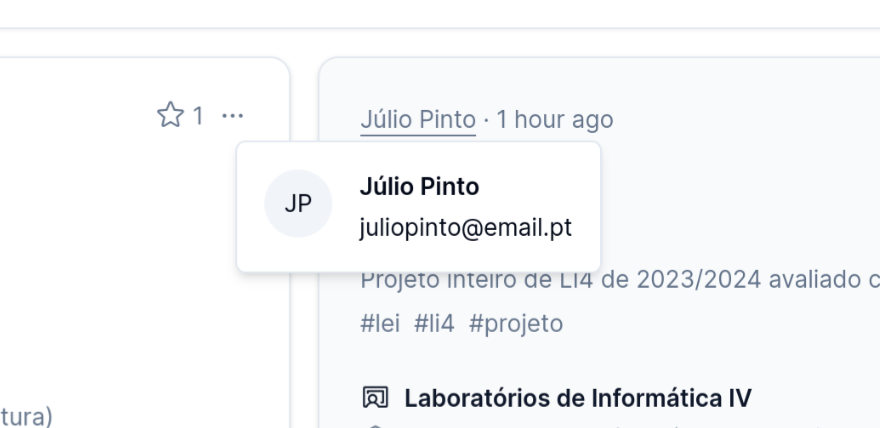 1 ...
Júlio Pinto · 1 hour ago
JP
Júlio Pinto
juliopinto@email.pt
Projeto inteiro de LI4 de 2023/2024 avaliado
#lei #li4 #projeto
Laboratórios de Informática IV
tura)